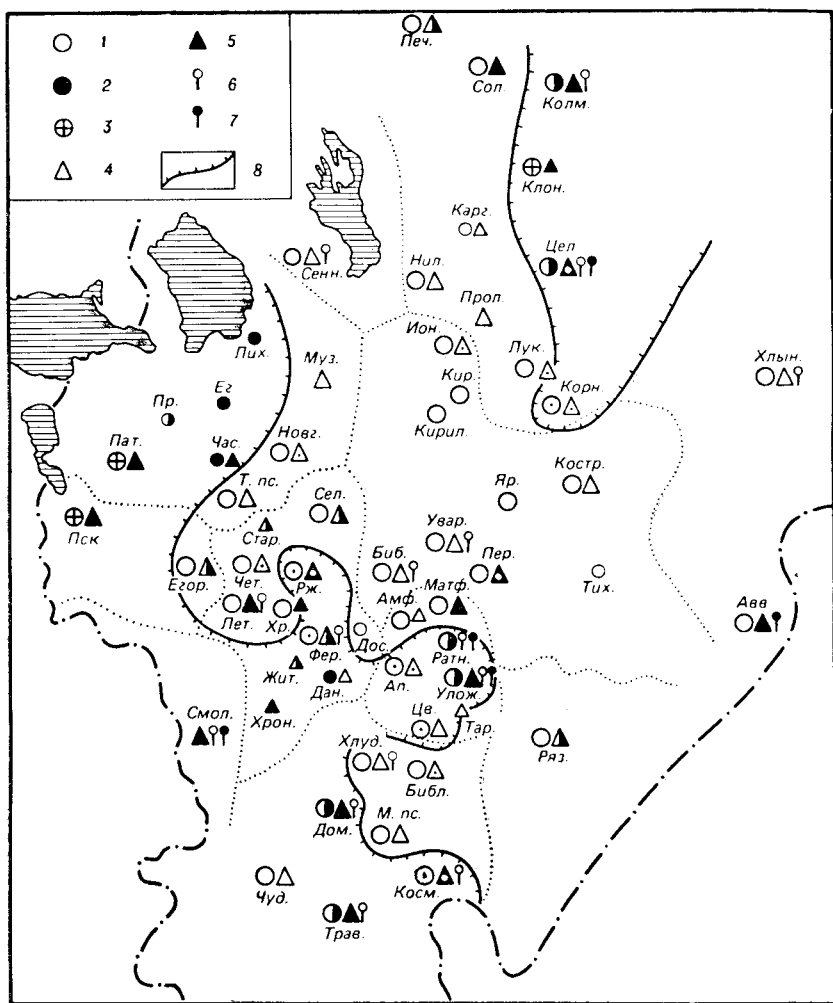 1 5
2 6
3 7
4 8
Печ.
Сол.
Колм.
Клон.
Карг.
Цел
Сенн.
Нил.
Прол.
Ион.
Лук.
Хлын.
Пих.
Муз.
Кир.
Корн.
Ег
Пр.
Кирил.
Пат.
Час.
Новг.
Костр.
Т. пс.
Яр.
Сел.
Пск
Стар.
Увар.
Егор.
Чет.
Рж.
Биб.
Пер.
Тих.
Лет.
Хр.
Амф.
Матф.
Авв
Фер.
Дос.
Ратн.
Жит.
Дан.
Ап.
Улож.
Смол.
Хрон.
Цв.
Тар.
Хлуд.
Библ.
Ряз.
Дом.
М. пс.
Чуд.
Косм.
Трав.